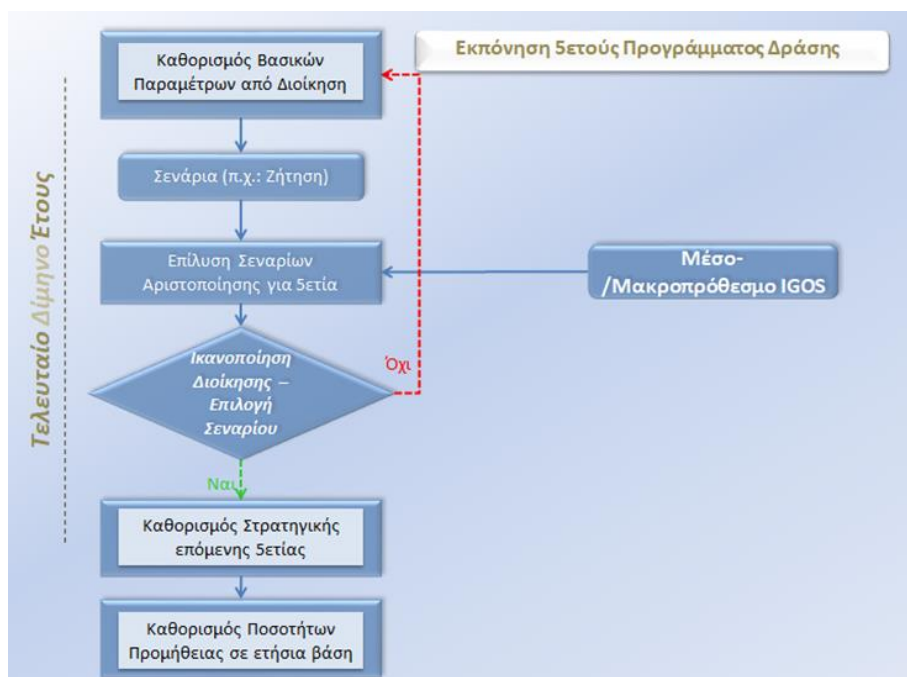 Εκπόνηση 5ετούς Προγράμματος Δράσης
Καθορισμός Βασικών
Παραμέτρων από Διοίκηση
Σενάρια (π.χ.: Ζήτηση)
Επίλυση Σεναρίων
Αριστοποίησης για 5ετία
Μέσο-
/Μακροπρόθεσμο IGOS
Ικανοποίηση
Διοίκησης –
Επιλογή
Σεναρίου
Όχι
Ναι
Καθορισμός Στρατηγικής
επόμενης 5ετίας
Καθορισμός Ποσοτήτων
Προμήθειας σε ετήσια βάση
Τελευταίο Δίμηνο Έτους